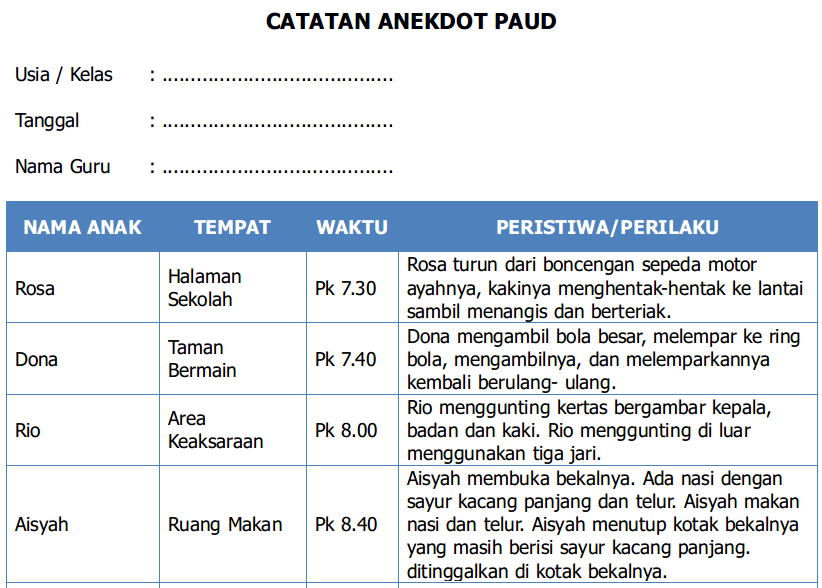 CATATAN ANEKDOT PAUD
Usia / Kelas : .......................................
Tanggal : .......................................
Nama Guru : .......................................
NAMA ANAK TEMPAT WAKTU PERISTIWA/PERILAKU
Rosa
Halaman
Sekolah
Pk 7.30
Rosa turun dari boncengan sepeda motor
ayahnya, kakinya menghentak-hentak ke lantai
sambil menangis dan berteriak.
Dona
Taman
Bermain
Pk 7.40
Dona mengambil bola besar, melempar ke ring
bola, mengambilnya, dan melemparkannya
kembali berulang- ulang.
Rio
Area
Keaksaraan
Pk 8.00
Rio menggunting kertas bergambar kepala,
badan dan kaki. Rio menggunting di luar
menggunakan tiga jari.
Aisyah
Ruang Makan
Pk 8.40
Aisyah membuka bekalnya. Ada nasi dengan
sayur kacang panjang dan telur. Aisyah makan
nasi dan telur. Aisyah menutup kotak bekalnya
yang masih berisi sayur kacang panjang.
ditinggalkan di kotak bekalnya.